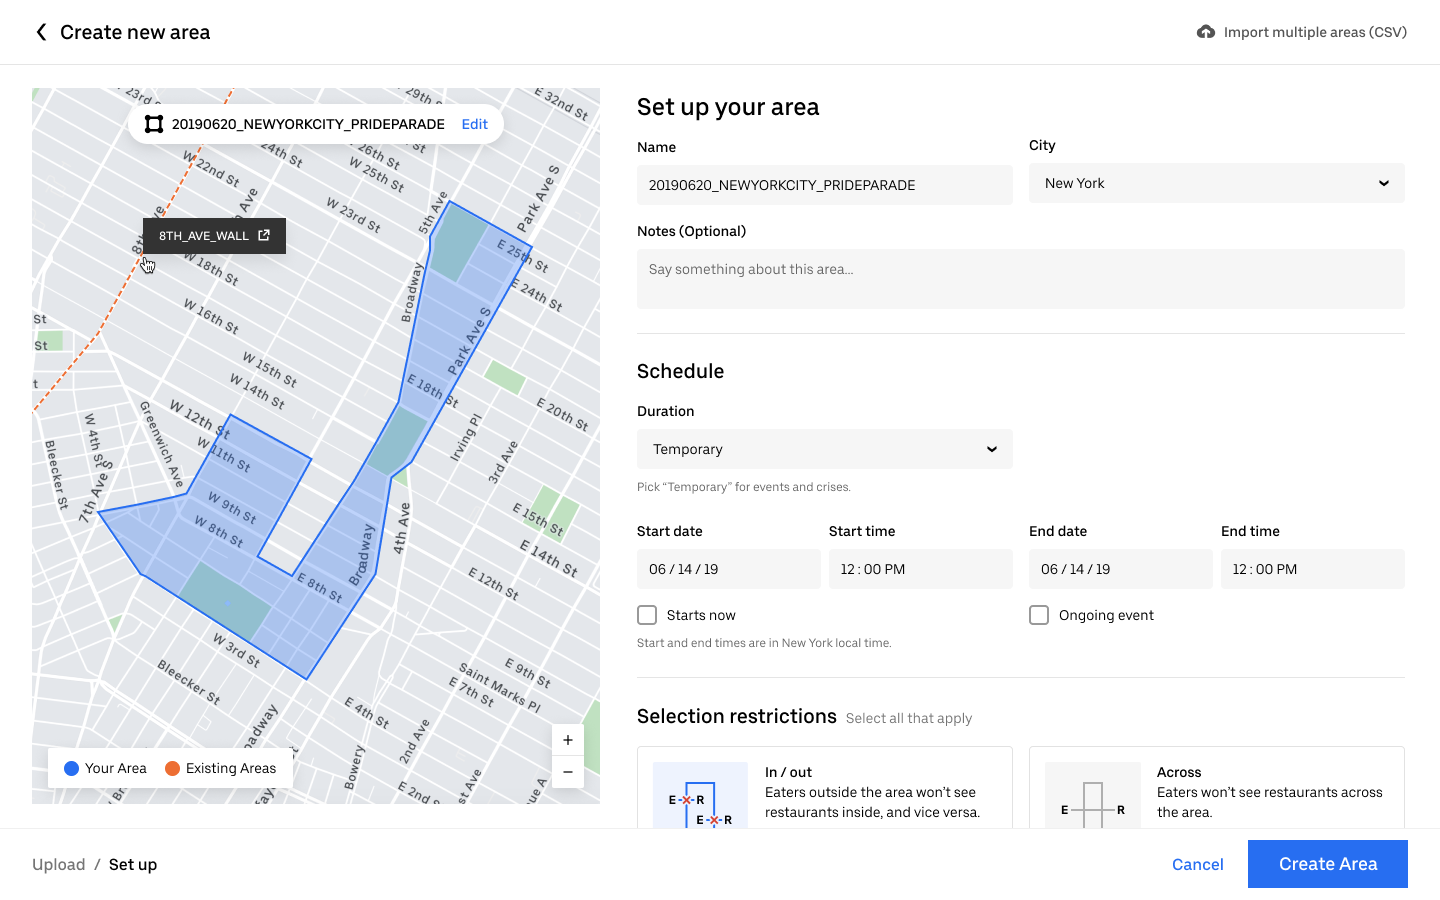 Create new area
Import multiple areas (CSV)
20190620_NEWYORKCITY_PRIDEPARADE Edit
W 23rd St
W 29th St
E 32nd St
W 24th St
W 26th St
W 22nd St
W 25th St
W 23rd St
Park Ave S
5th Ave
8th Ave
8TH_AVE_WALL
W 18th St
E 25th St
E 24th St
Broadway
W 16th St
St
St
Park Ave S
W 15th St
W 14th St
E 18th St
E 20th St
W 12th St
Greenwich Ave
W 11th St
W 4th St
Irving Pl
3rd Ave
Bleecker St
7th Ave S
W 9th St
W 8th St
4th Ave
E 15th St
E 14th St
Broadway
E 8th St
E 12th St
W 3rd St
Bleecker St
E 9th St
Saint Marks Pl
E 7th St
E 4th St
2nd Ave
Bowery
E 2nd S
st Ave
ue A
+
−
Your Area
Existing Areas
Set up your area
Name
20190620_NEWYORKCITY_PRIDEPARADE
City
New York
Notes (Optional)
Say something about this area...
Schedule
Duration
Temporary
Pick “Temporary” for events and crises.
Start date
Start time
End date
End time
06 / 14 / 19
12 : 00 PM
06 / 14 / 19
12 : 00 PM
Starts now
Ongoing event
Start and end times are in New York local time.
Selection restrictions Select all that apply
E R
E R
In / out
Eaters outside the area won’t see
restaurants inside, and vice versa.
E R
Across
Eaters won’t see restaurants across
the area.
Upload / Set up
Cancel
Create Area